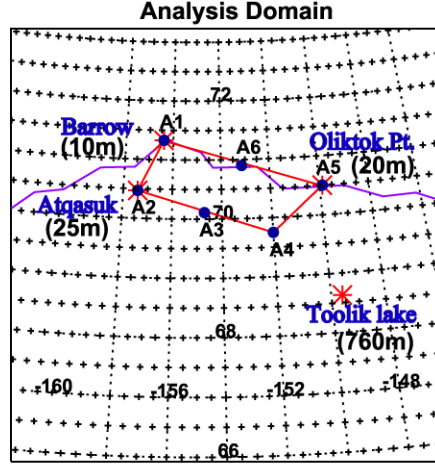 Analysis Domain
72
A1
Barrow
(10m)
A6
Oliktok Pt.
A5 (20m)
Atqasuk
A2
(25m)
70
A3
A4
Toolik lake
(760m)
68
-160
-156
-152
-148
66